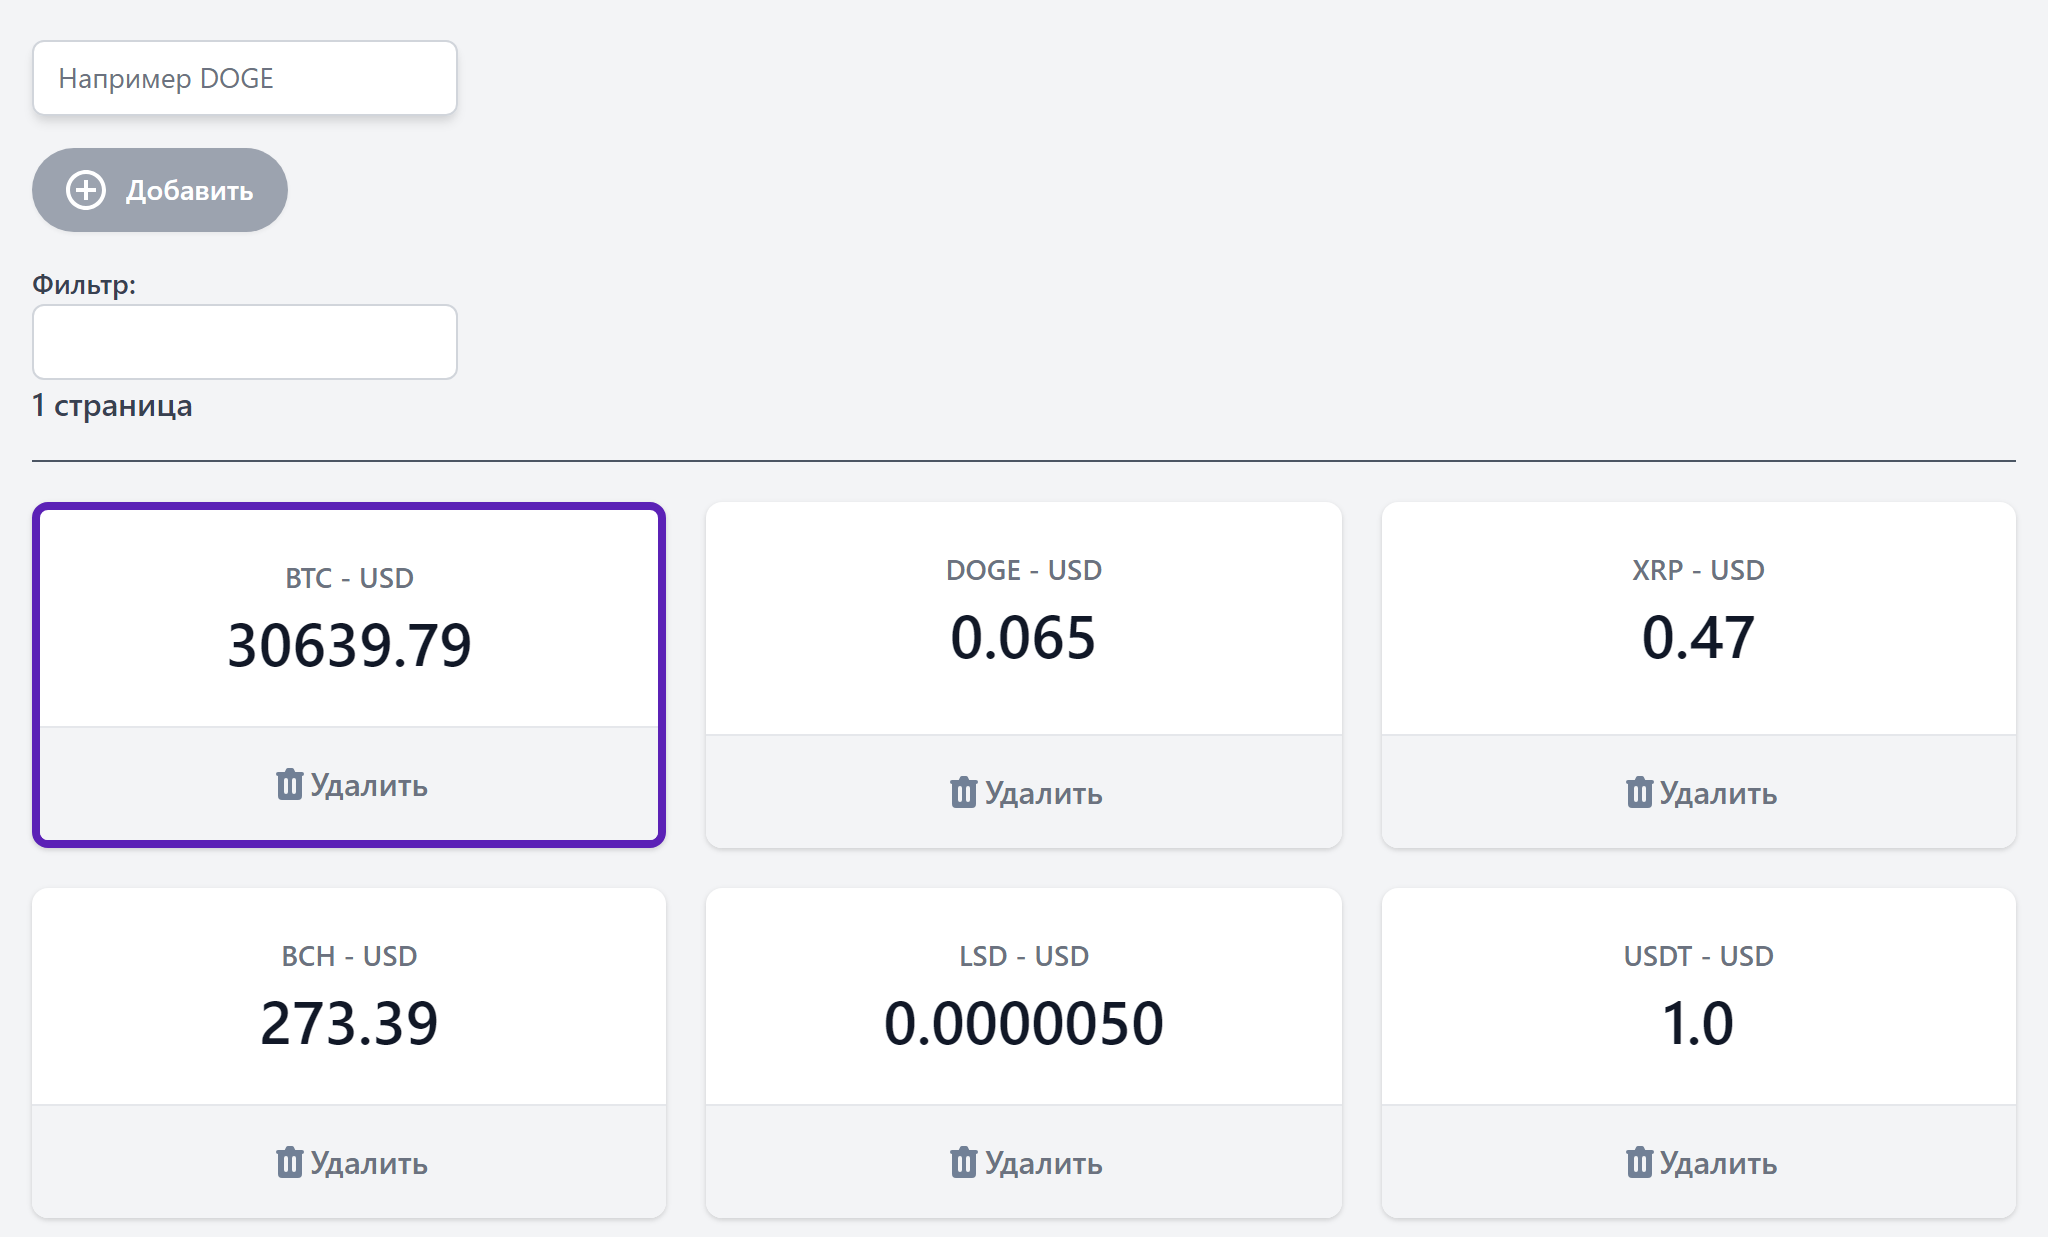 Например DOGE
Добавить
Фильтр:
1 страница
BTC - USD
30639.79
Удалить
DOGE - USD
0.065
Удалить
XRP - USD
0.47
Удалить
BCH - USD
273.39
Удалить
LSD - USD
0.0000050
Удалить
USDT - USD
1.0
Удалить